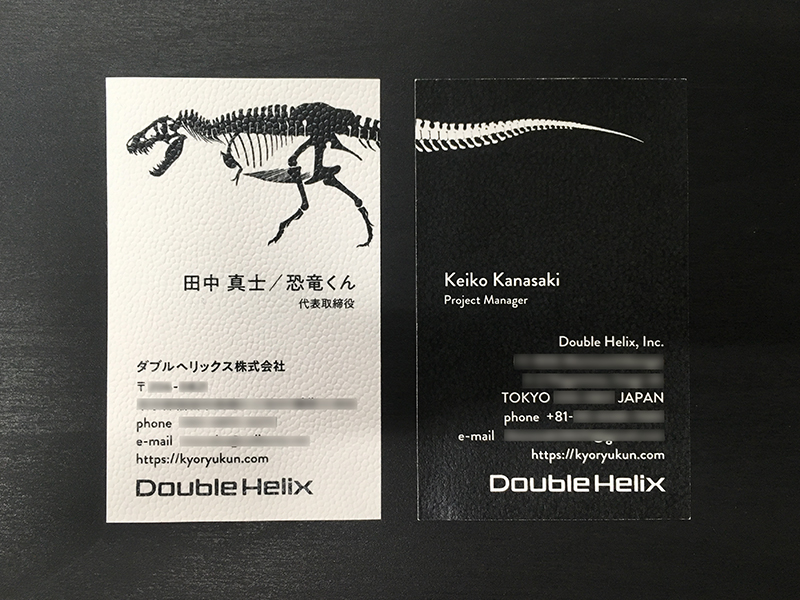 田中 真士／恐竜くん
代表取締役
ダブルヘリックス株式会社
〒 -
phone
e-mail
https://kyoryukun.com
Double Helix
Keiko Kanasaki
Project Manager
Double Helix, Inc.
TOKYO JAPAN
phone +81-
e-mail
https://kyoryukun.com
Double Helix